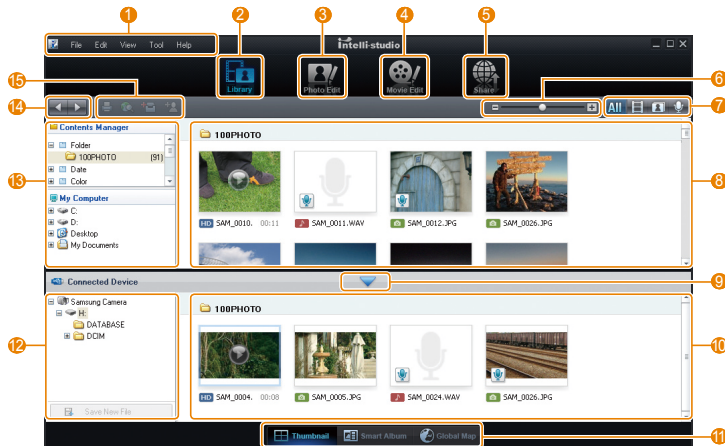 1
2
3
4
5
File Edit View Tool Help
intelli-studio
Library
Photo Edit
Movie Edit
Share
15
6
14
All
7
Contents Manager
Folder
100PHOTO (91)
Date
Color
13
My Computer
C:
D:
Desktop
My Documents
100PHOTO
HD SAM_0010. 00:11
SAM_0011.WAV
SAM_0012.JPG
SAM_0026.JPG
8
Connected Device
9
Samsung Camera
H:
DATABASE
DCIM
12
Save New File
100PHOTO
HD SAM_0004. 00:08
SAM_0005.JPG
SAM_0024.WAV
SAM_0026.JPG
10
Thumbnail
Smart Album
Global Map
11